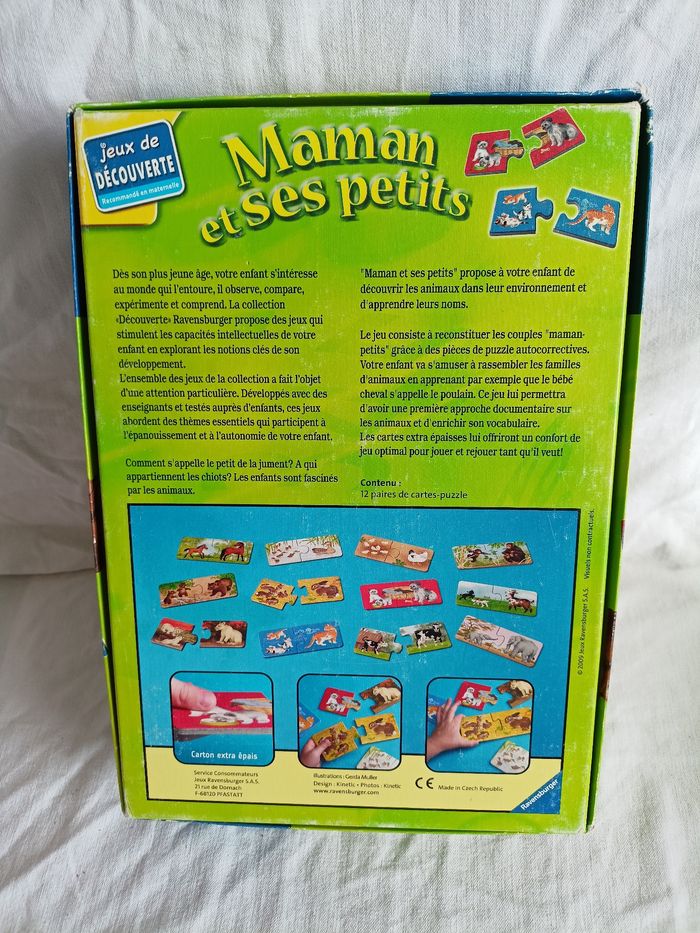 jeux de
DÉCOUVERTE
Recommandé en maternelle
Maman
et ses petits
Dès son plus jeune âge, votre enfant s'intéresse
au monde qui l'entoure, il observe, compare,
expérimente et comprend. La collection
«Découverte» Ravensburger propose des jeux qui
stimulent les capacités intellectuelles de votre
enfant en explorant les notions clés de son
développement.
L'ensemble des jeux de la collection a fait l'objet
d'une attention particulière. Développés avec des
enseignants et testés auprès d'enfants, ces jeux
abordent des thèmes essentiels qui participent à
l'épanouissement et à l'autonomie de votre enfant.
Comment s'appelle le petit de la jument? A qui
appartiennent les chiots? Les enfants sont fascinés
par les animaux.
"Maman et ses petits" propose à votre enfant de
découvrir les animaux dans leur environnement et
d'apprendre leurs noms.
Le jeu consiste à reconstituer les couples "maman-
petits" grâce à des pièces de puzzle autocorrectives.
Votre enfant va s'amuser à rassembler les familles
d'animaux en apprenant par exemple que le bébé
cheval s'appelle le poulain. Ce jeu lui permettra
d'avoir une première approche documentaire sur
les animaux et d'enrichir son vocabulaire.
Les cartes extra épaisses lui offriront un confort de
jeu optimal pour jouer et rejouer tant qu'il veut!
Contenu :
12 paires de cartes-puzzle
Visuels non contractuels.
© 2009 Jeux Ravensburger S.A.S.
Carton extra épais
Service Consommateurs
Jeux Ravensburger S.A.S.
21 rue de Dornach
F-68120 PFASTATT
Illustrations : Gerda Muller
Design : Kinetic • Photos : Kinetic
www.ravensburger.com
CE Made in Czech Republic
Ravensburger